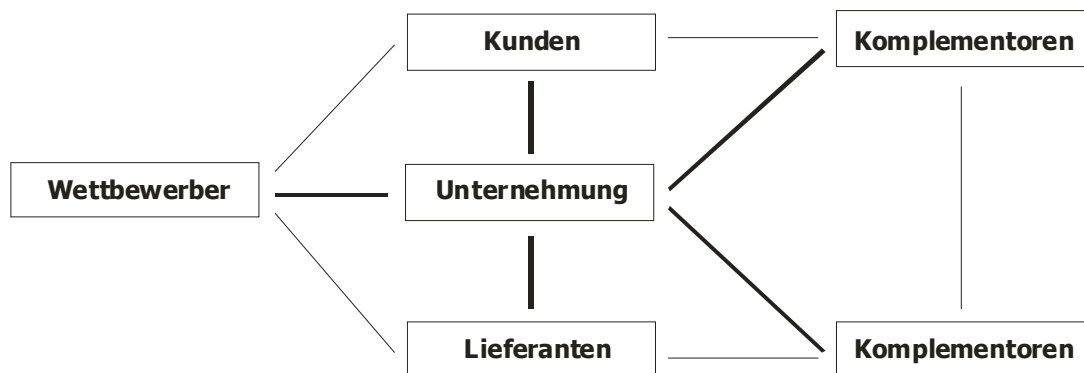 Kunden
Komplementoren
Wettbewerber
Unternehmung
Lieferanten
Komplementoren